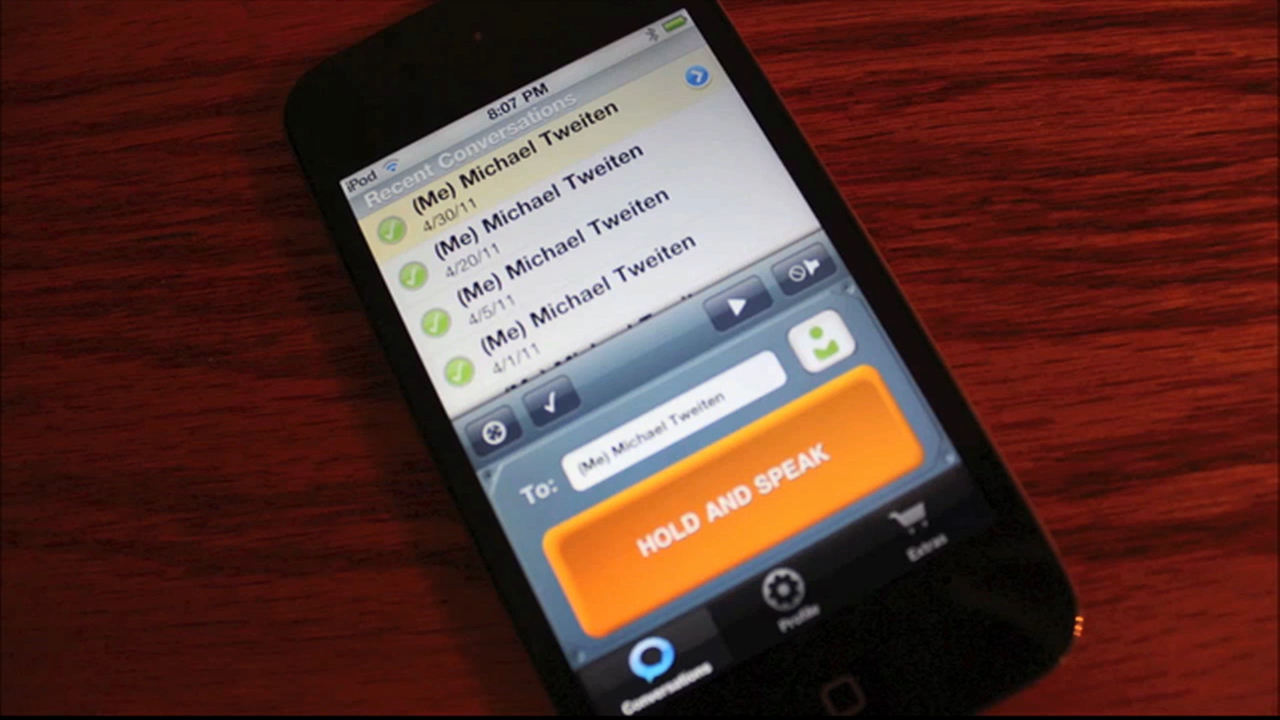 iPod 8:07 PM
Recent Conversations
(Me) Michael Tweiten
4/30/11
(Me) Michael Tweiten
4/20/11
(Me) Michael Tweiten
4/5/11
(Me) Michael Tweiten
4/1/11
To: (Me) Michael Tweiten
HOLD AND SPEAK
Conversations Profile Extras